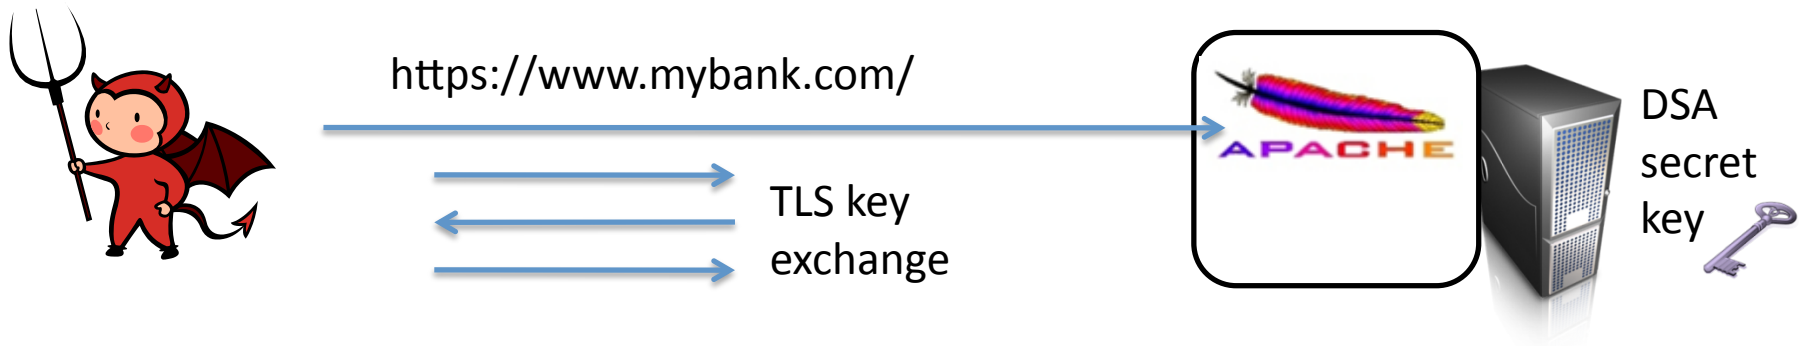 https://www.mybank.com/
APACHE
TLS key
exchange
DSA
secret
key